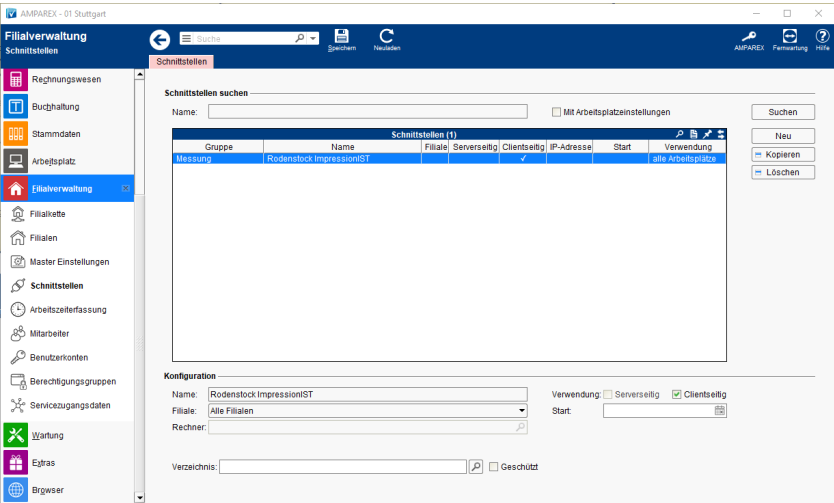 AMPAREX - 01 Stuttgart
Filialverwaltung
Schnittstellen
Suche
Speichern
Neuladen
AMPAREX
Fernwartung
Hilfe
Schnittstellen
Rechnungswesen
Buchhaltung
Stammdaten
Arbeitsplatz
Filialverwaltung
Filialkette
Filialen
Master Einstellungen
Schnittstellen
Arbeitszeiterfassung
Mitarbeiter
Benutzerkonten
Berechtigungsgruppen
Servicezugangsdaten
Wartung
Extras
Browser
Schnittstellen suchen
Name:
Mit Arbeitsplatzeinstellungen
Suchen
Schnittstellen (1)
Neu
Kopieren
Löschen
Gruppe Name Filiale Serverseitig Clientseitig IP-Adresse Start Verwendung
Messung Rodenstock ImpressionIST alle Arbeitsplätze
Konfiguration
Name: Rodenstock ImpressionIST Verwendung: Serverseitig Clientseitig
Filiale: Alle Filialen Start:
Rechner:
Verzeichnis: Geschützt